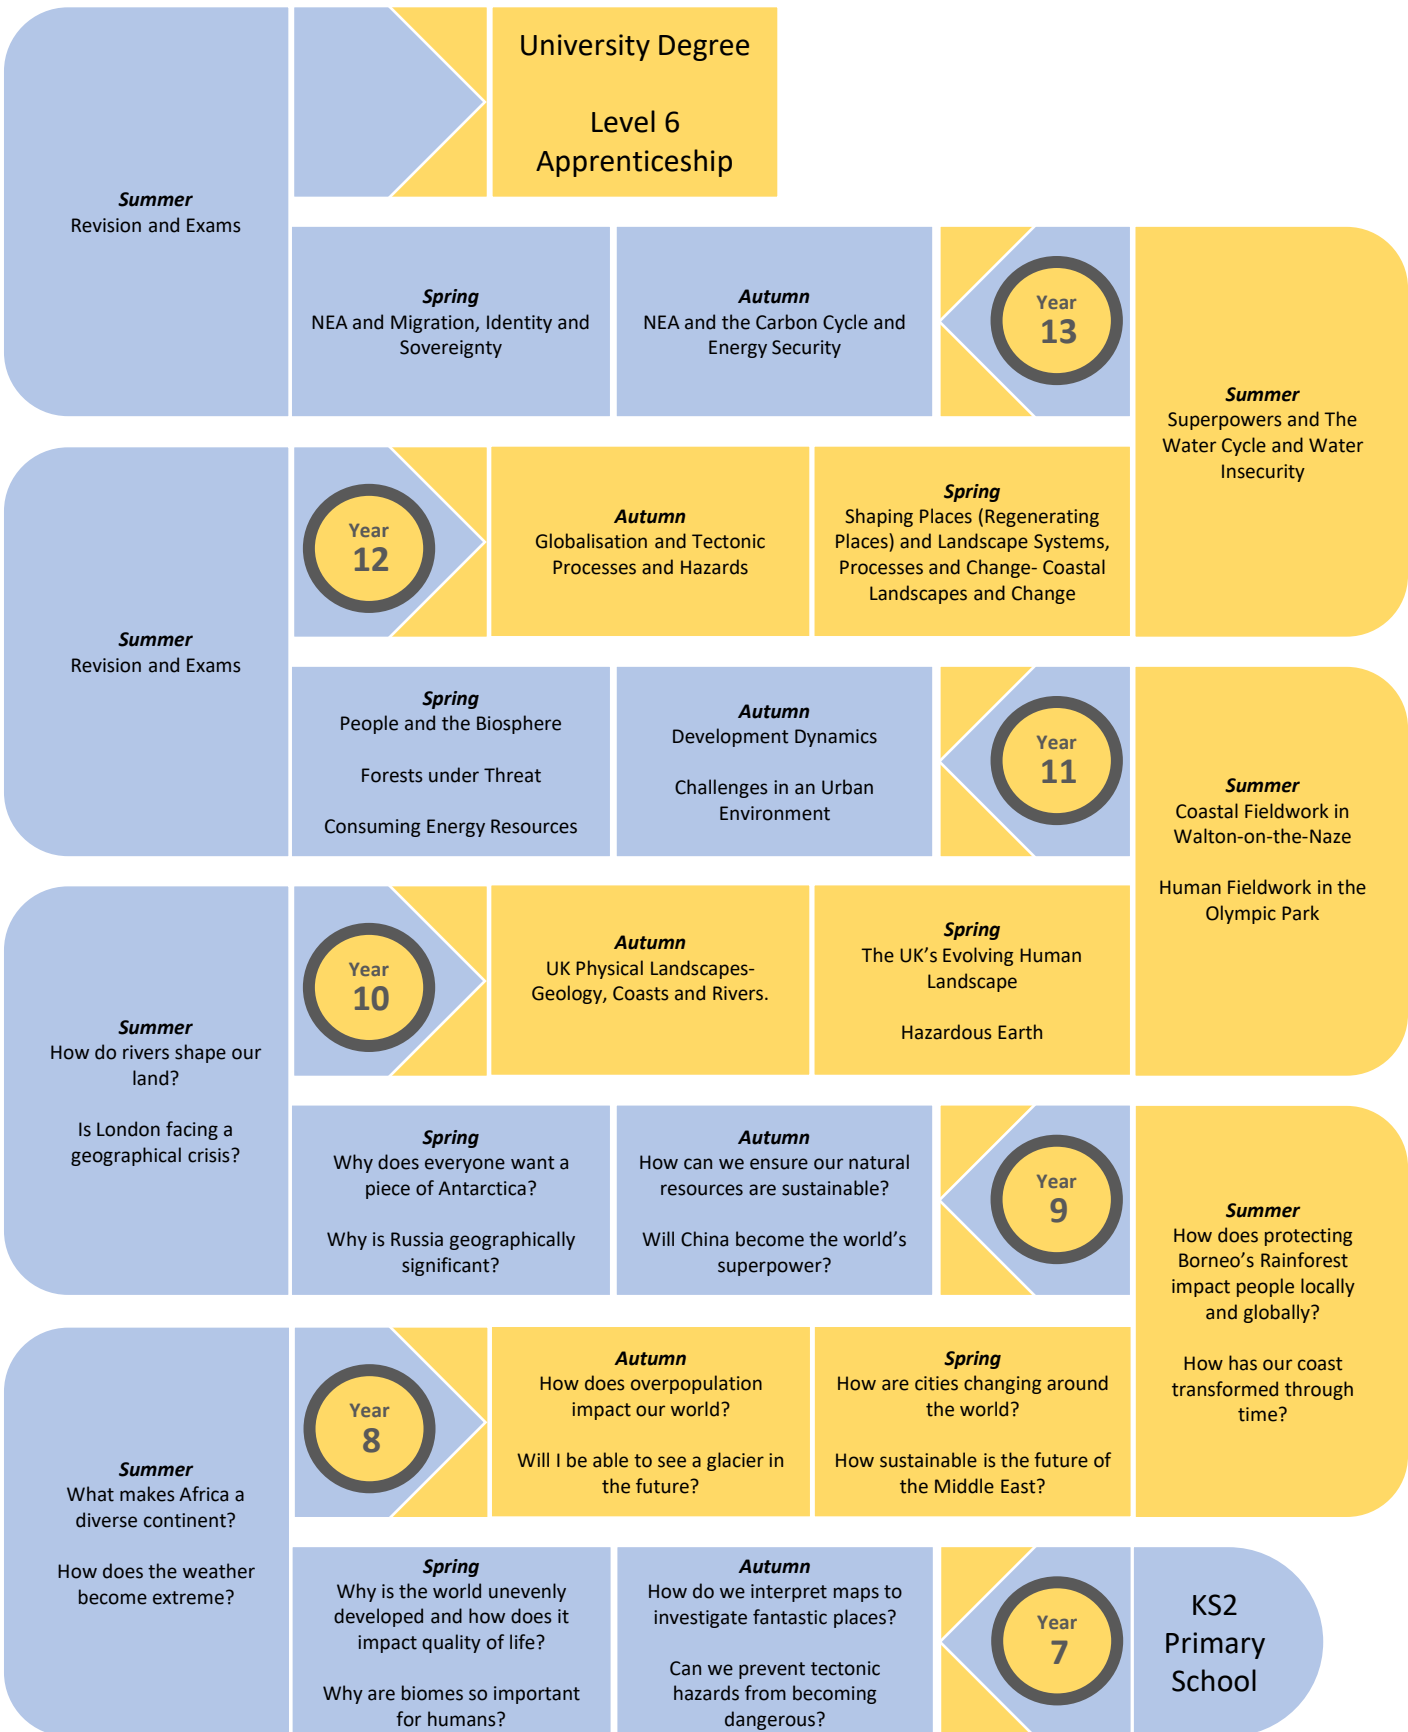 University Degree
Level 6
Apprenticeship
Summer
Revision and Exams
Spring
NEA and Migration, Identity and
Sovereignty
Autumn
NEA and the Carbon Cycle and
Energy Security
Year
13
Summer
Superpowers and The
Water Cycle and Water
Insecurity
Year
12
Autumn
Globalisation and Tectonic
Processes and Hazards
Spring
Shaping Places (Regenerating
Places) and Landscape Systems,
Processes and Change- Coastal
Landscapes and Change
Summer
Revision and Exams
Spring
People and the Biosphere
Forests under Threat
Consuming Energy Resources
Autumn
Development Dynamics
Challenges in an Urban
Environment
Year
11
Summer
Coastal Fieldwork in
Walton-on-the-Naze
Human Fieldwork in the
Olympic Park
Year
10
Autumn
UK Physical Landscapes-
Geology, Coasts and Rivers.
Spring
The UK’s Evolving Human
Landscape
Hazardous Earth
Summer
How do rivers shape our
land?
Is London facing a
geographical crisis?
Spring
Why does everyone want a
piece of Antarctica?
Why is Russia geographically
significant?
Autumn
How can we ensure our natural
resources are sustainable?
Will China become the world’s
superpower?
Year
9
Summer
How does protecting
Borneo’s Rainforest
impact people locally
and globally?
How has our coast
transformed through
time?
Year
8
Autumn
How does overpopulation
impact our world?
Will I be able to see a glacier in
the future?
Spring
How are cities changing around
the world?
How sustainable is the future of
the Middle East?
Summer
What makes Africa a
diverse continent?
How does the weather
become extreme?
Spring
Why is the world unevenly
developed and how does it
impact quality of life?
Why are biomes so important
for humans?
Autumn
How do we interpret maps to
investigate fantastic places?
Can we prevent tectonic
hazards from becoming
dangerous?
Year
7
KS2
Primary
School